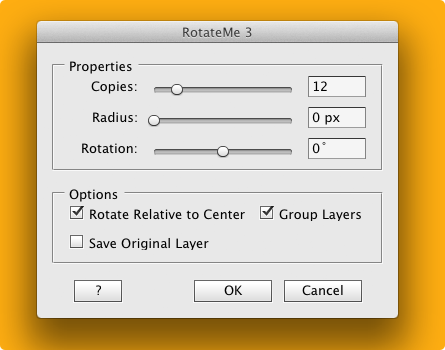 RotateMe 3
Properties
Copies: 12
Radius: 0 px
Rotation: 0°
Options
Rotate Relative to Center Group Layers
Save Original Layer
? OK Cancel